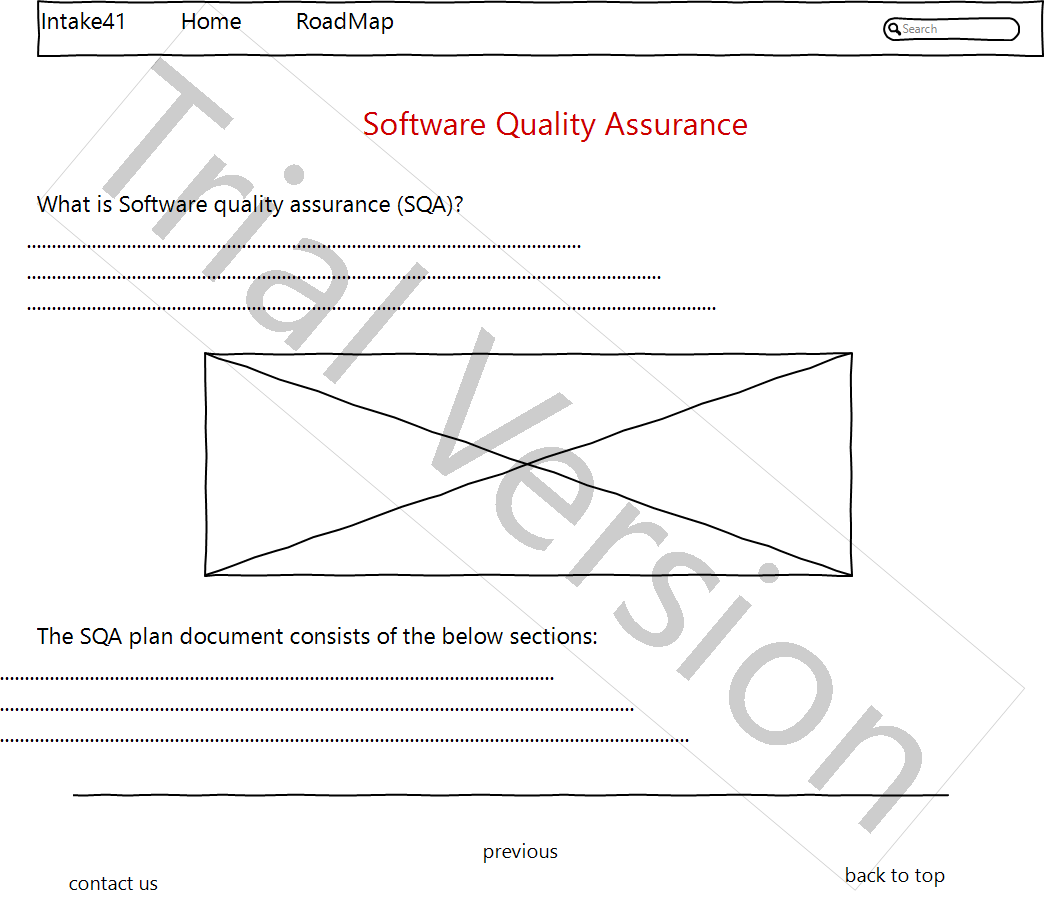 Intake41 Home RoadMap Search
Software Quality Assurance
What is Software quality assurance (SQA)?
The SQA plan document consists of the below sections:
previous
contact us
back to top
Trial Version